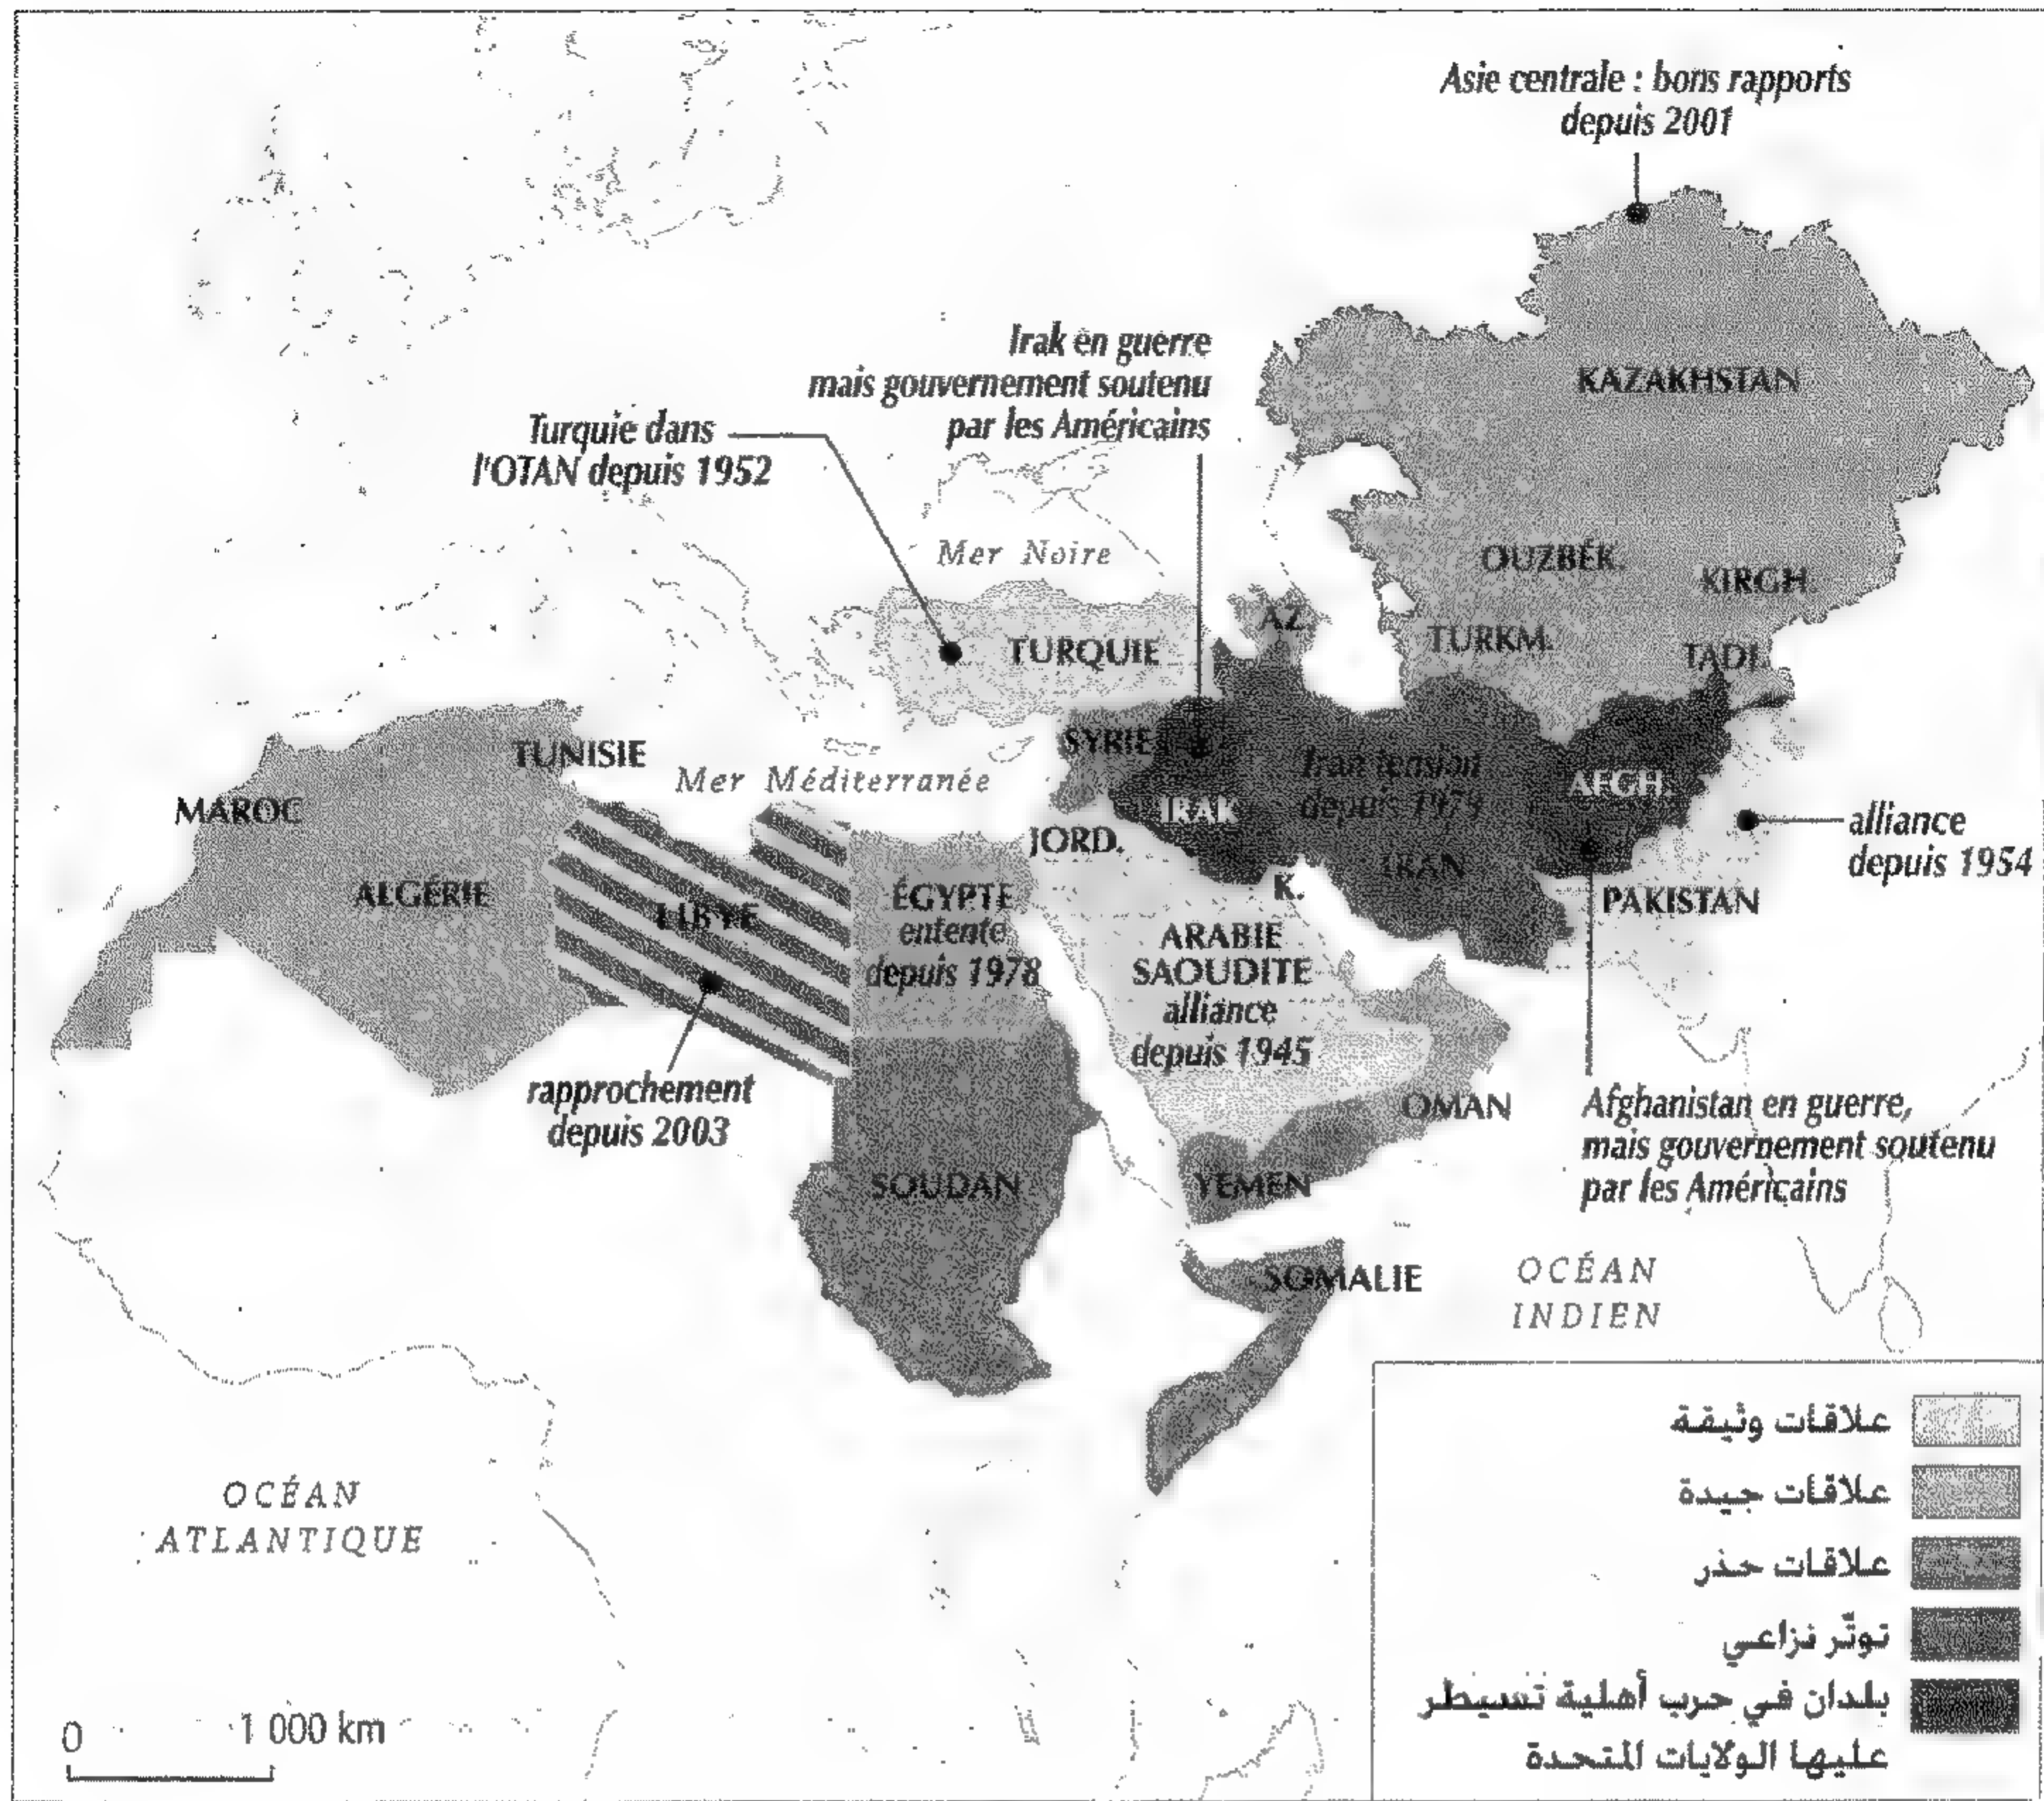 Asie centrale : bons rapports
depuis 2001
Irak en guerre
mais gouvernement soutenu
par les Américains
Turquie dans
l'OTAN depuis 1952
KAZAKHSTAN
Mer Noire
OUZBÉK.
KIRGH.
AZ.
TURKM.
TADJ.
TURQUIE
SYRIE
Iran tension
depuis 1979
AFGH.
TUNISIE
Mer Méditerranée
MAROC
IRAK
JORD.
alliance
depuis 1954
IRAN
K.
PAKISTAN
ALGÉRIE
LIBYE
ÉGYPTE
entente
depuis 1978
ARABIE
SAOUDITE
alliance
depuis 1945
rapprochement
depuis 2003
OMAN
Afghanistan en guerre,
mais gouvernement soutenu
par les Américains
SOUDAN
YEMEN
SOMALIE
OCÉAN
INDIEN
OCÉAN
ATLANTIQUE
علاقات وثيقة
علاقات جيدة
علاقات حذر
توتّر نزاعي
بلدان في حرب أهلية تسيطر
عليها الولايات المتحدة
0 1 000 km